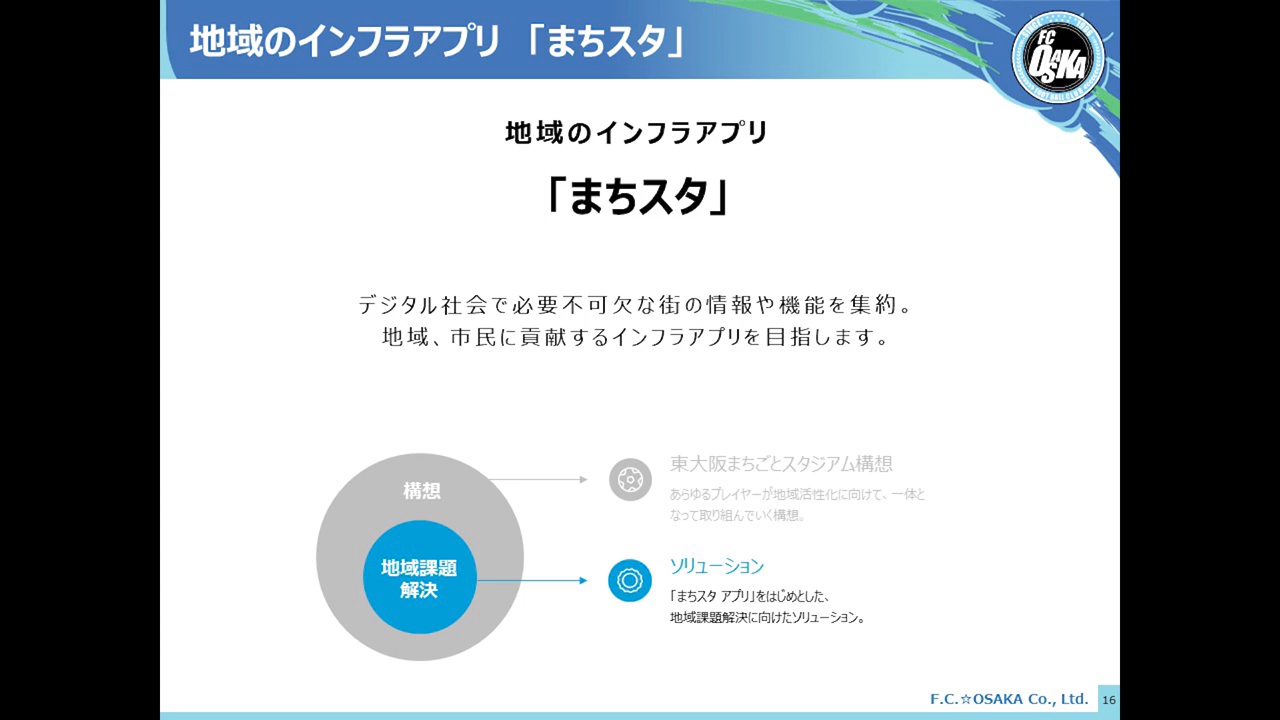 地域のインフラアプリ 「まちスタ」
FC
OSAKA
地域のインフラアプリ
「まちスタ」
デジタル社会で必要不可欠な街の情報や機能を集約。
地域、市民に貢献するインフラアプリを目指します。
構想
東大阪まちごとスタジアム構想
あらゆるプレイヤーが地域活性化に向けて、一体と
なって取り組んでいく構想。
地域課題
解決
ソリューション
「まちスタ アプリ」をはじめとした、
地域課題解決に向けたソリューション。
F.C.☆OSAKA Co., Ltd.
16